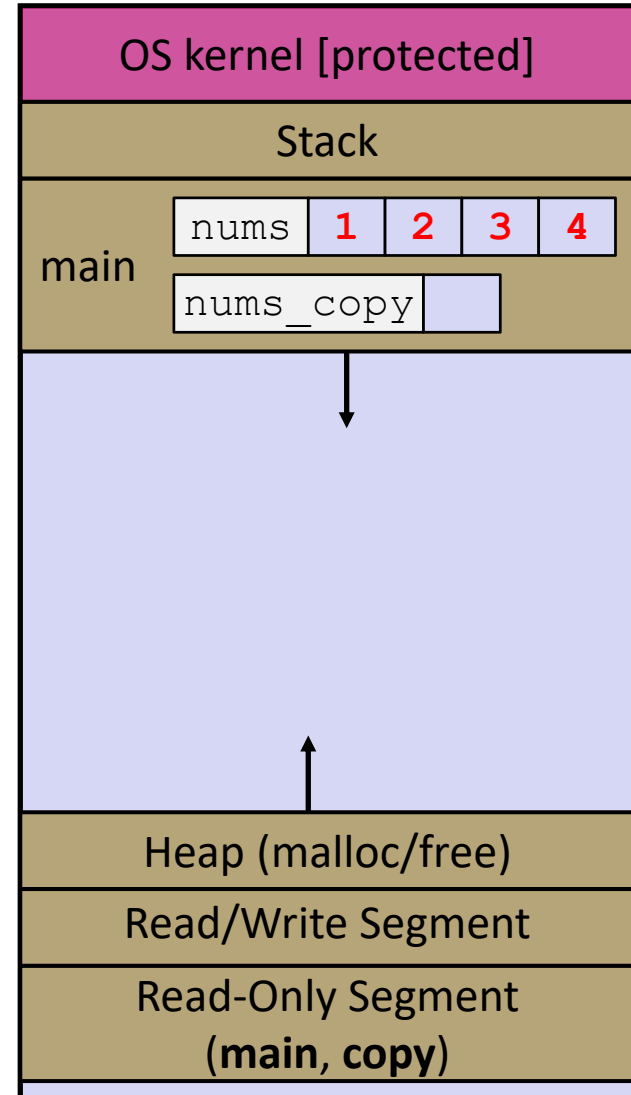 OS kernel [protected]
Stack
main
nums 1 2 3 4
nums_copy
Heap (malloc/free)
Read/Write Segment
Read-Only Segment
(main, copy)